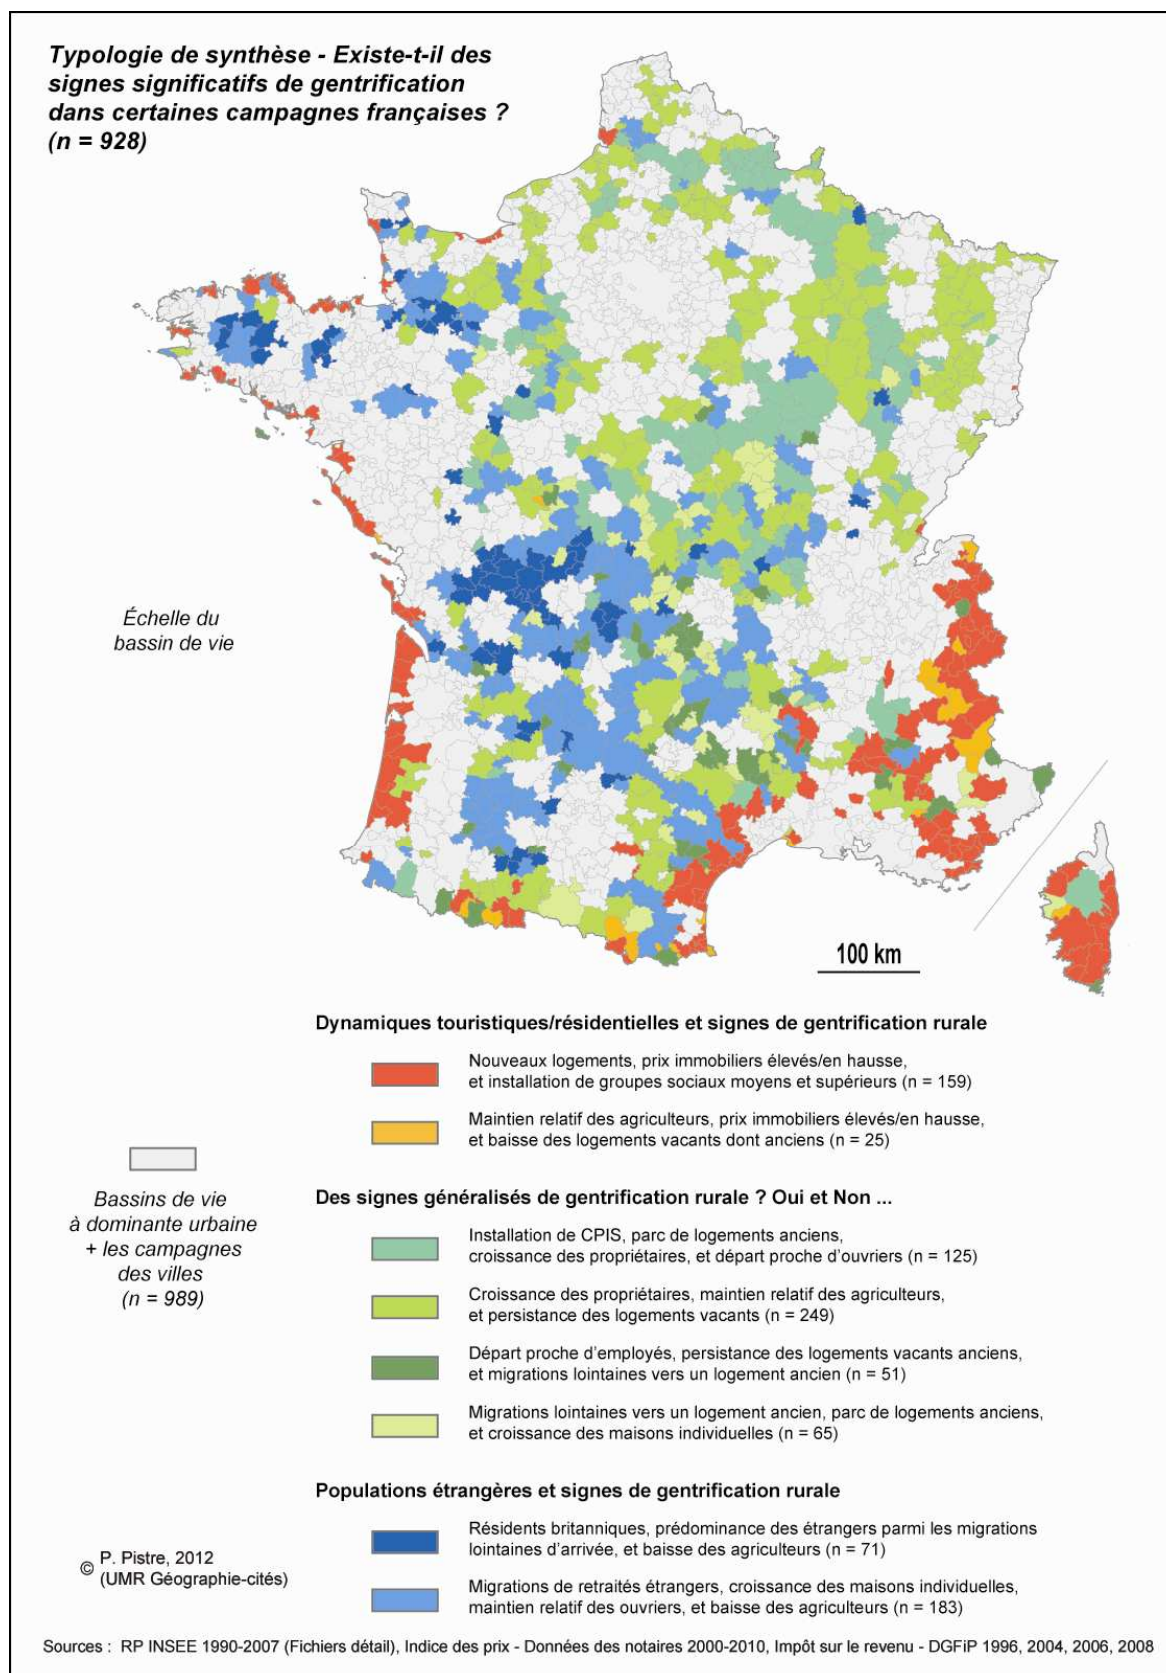 Typologie de synthèse - Existe-t-il des
signes significatifs de gentrification
dans certaines campagnes françaises ?
(n = 928)
Échelle du
bassin de vie
100 km
Dynamiques touristiques/résidentielles et signes de gentrification rurale
Nouveaux logements, prix immobiliers élevés/en hausse,
et installation de groupes sociaux moyens et supérieurs (n = 159)
Maintien relatif des agriculteurs, prix immobiliers élevés/en hausse,
et baisse des logements vacants dont anciens (n = 25)
Bassins de vie
à dominante urbaine
+ les campagnes
des villes
(n = 989)
Des signes généralisés de gentrification rurale ? Oui et Non ...
Installation de CPIS, parc de logements anciens,
croissance des propriétaires, et départ proche d'ouvriers (n = 125)
Croissance des propriétaires, maintien relatif des agriculteurs,
et persistance des logements vacants (n = 249)
Départ proche d'employés, persistance des logements vacants anciens,
et migrations lointaines vers un logement ancien (n = 51)
Migrations lointaines vers un logement ancien, parc de logements anciens,
et croissance des maisons individuelles (n = 65)
Populations étrangères et signes de gentrification rurale
Résidents britanniques, prédominance des étrangers parmi les migrations
lointaines d'arrivée, et baisse des agriculteurs (n = 71)
Migrations de retraités étrangers, croissance des maisons individuelles,
maintien relatif des ouvriers, et baisse des agriculteurs (n = 183)
© P. Pistre, 2012
(UMR Géographie-cités)
Sources : RP INSEE 1990-2007 (Fichiers détail), Indice des prix - Données des notaires 2000-2010, Impôt sur le revenu - DGFiP 1996, 2004, 2006, 2008